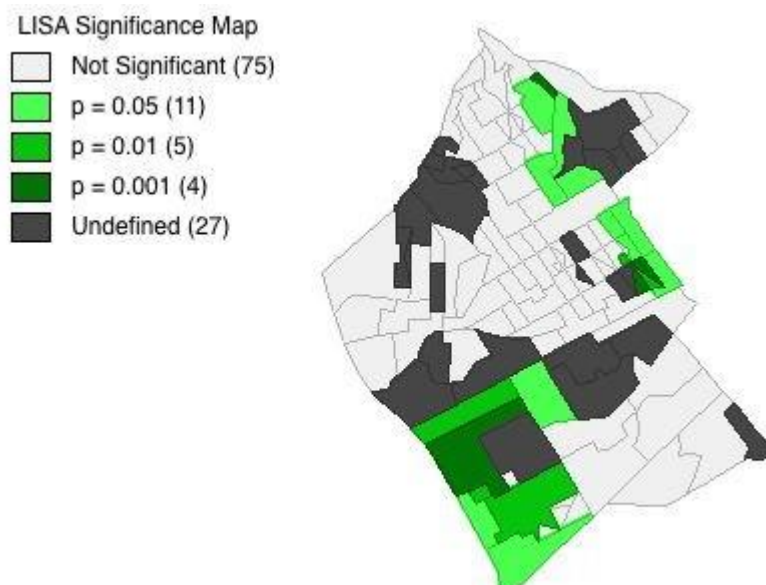 LISA Significance Map
Not Significant (75)
p = 0.05 (11)
p = 0.01 (5)
p = 0.001 (4)
Undefined (27)